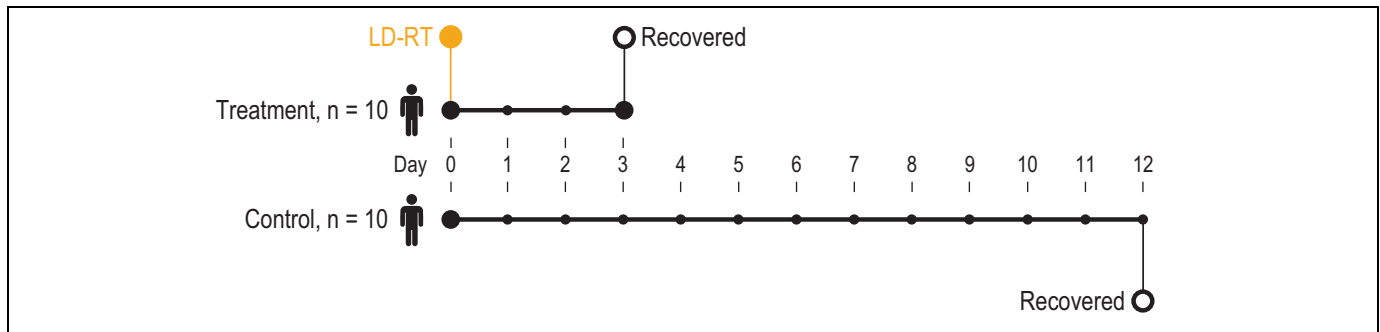 LD-RT Recovered
Treatment, n = 10
Day 0 1 2 3 4 5 6 7 8 9 10 11 12
Control, n = 10
Recovered